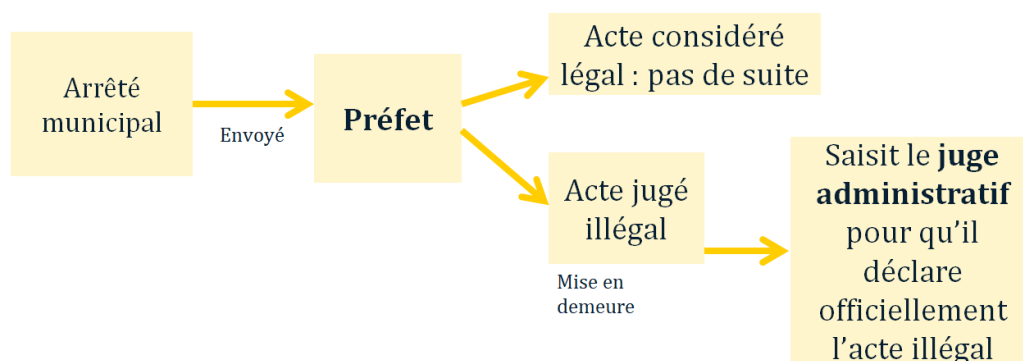 Arrêté
municipal
Envoyé
Préfet
Acte considéré
légal : pas de suite
Acte jugé
illégal
Mise en
demeure
Saisit le juge
administratif
pour qu'il
déclare
officiellement
l'acte illégal